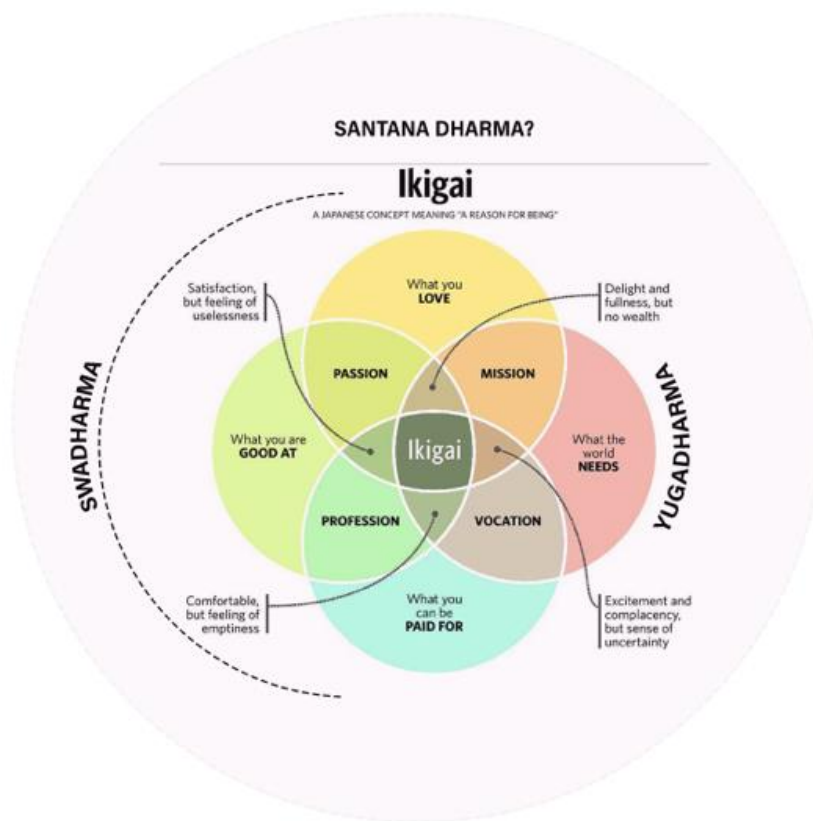 SANTANA DHARMA?
Ikigai
A JAPANESE CONCEPT MEANING "A REASON FOR BEING"
Satisfaction,
but feeling of
uselessness
What you
LOVE
Delight and
fullness, but
no wealth
PASSION
MISSION
SWADHARMA
What you are
GOOD AT
Ikigai
What the
world
NEEDS
YUGADHARMA
PROFESSION
VOCATION
Comfortable,
but feeling of
emptiness
What you
can be
PAID FOR
Excitement and
complacency,
but sense of
uncertainty